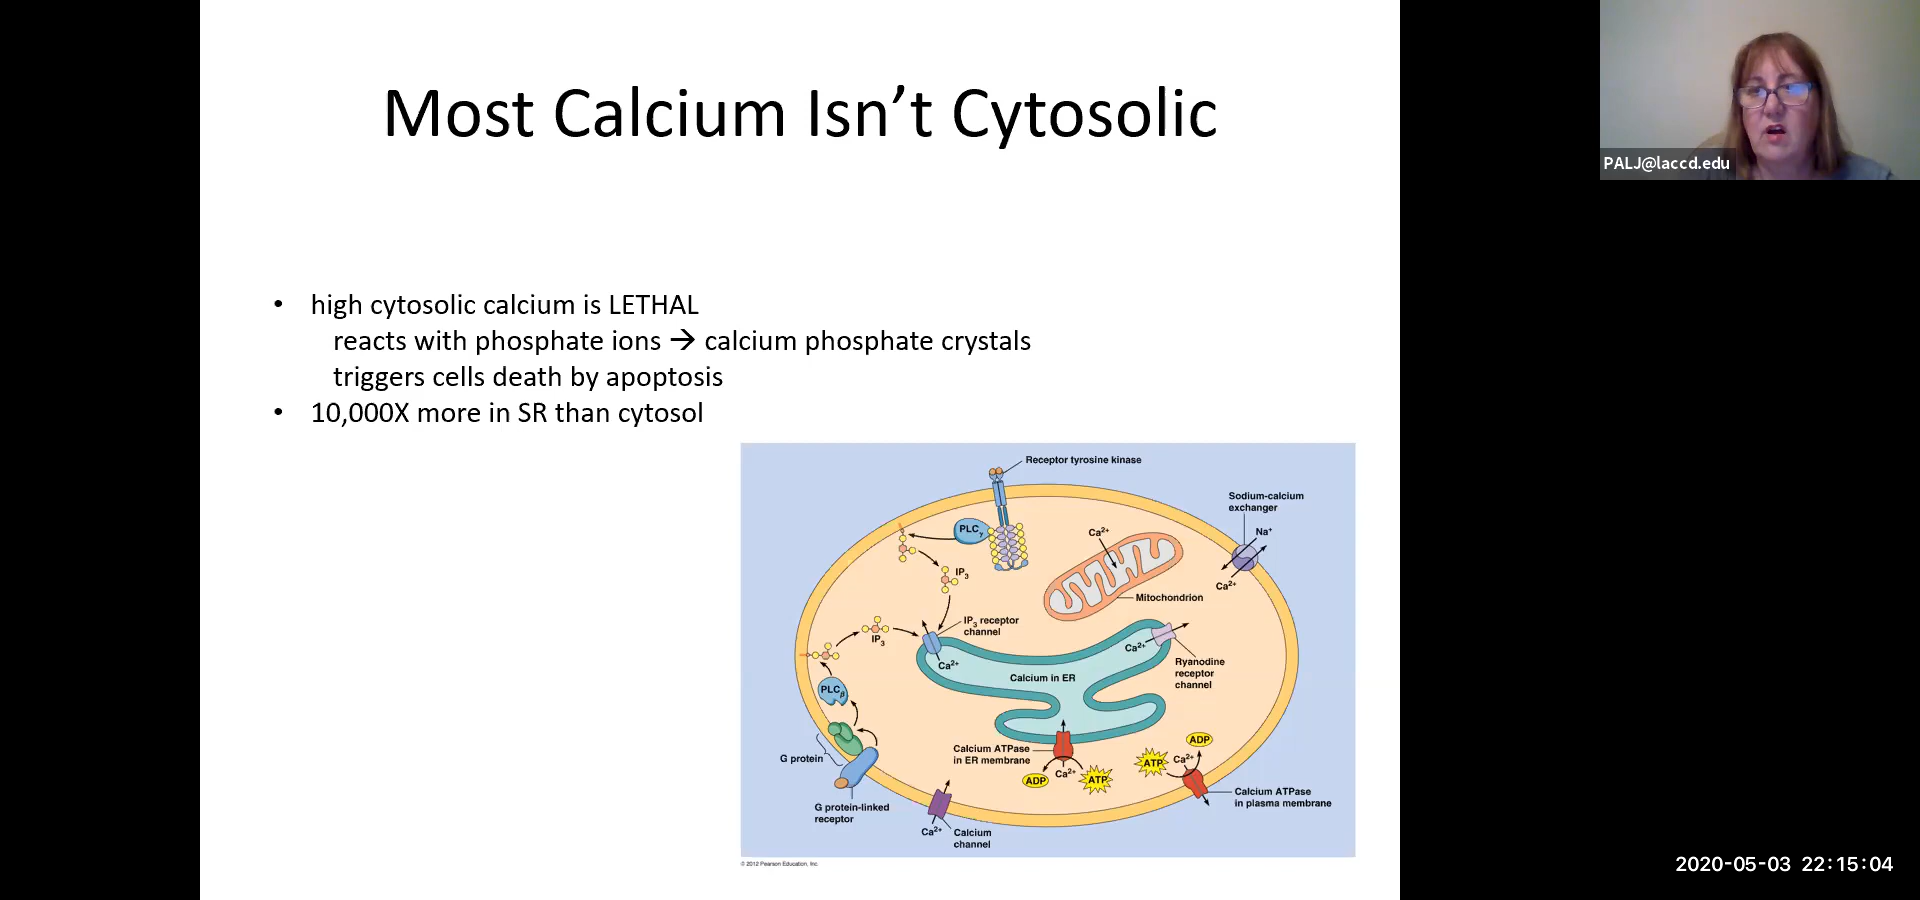 Most Calcium Isn’t Cytosolic
PALJ@laccd.edu
• high cytosolic calcium is LETHAL
reacts with phosphate ions → calcium phosphate crystals
triggers cells death by apoptosis
• 10,000X more in SR than cytosol
Receptor tyrosine kinase
Sodium-calcium
exchanger
Na⁺
Ca²⁺
PLCγ
Ca²⁺
IP₃
Mitochondrion
IP₃ receptor
channel
IP₃
Ca²⁺
Ca²⁺
Calcium in ER
Ryanodine
receptor
channel
PLCβ
G protein
G protein-linked
receptor
Calcium ATPase
in ER membrane
ADP
Ca²⁺
ATP
ATP
Ca²⁺
ADP
Calcium ATPase
in plasma membrane
Ca²⁺
Calcium
channel
© 2012 Pearson Education, Inc.
2020-05-03 22:15:04